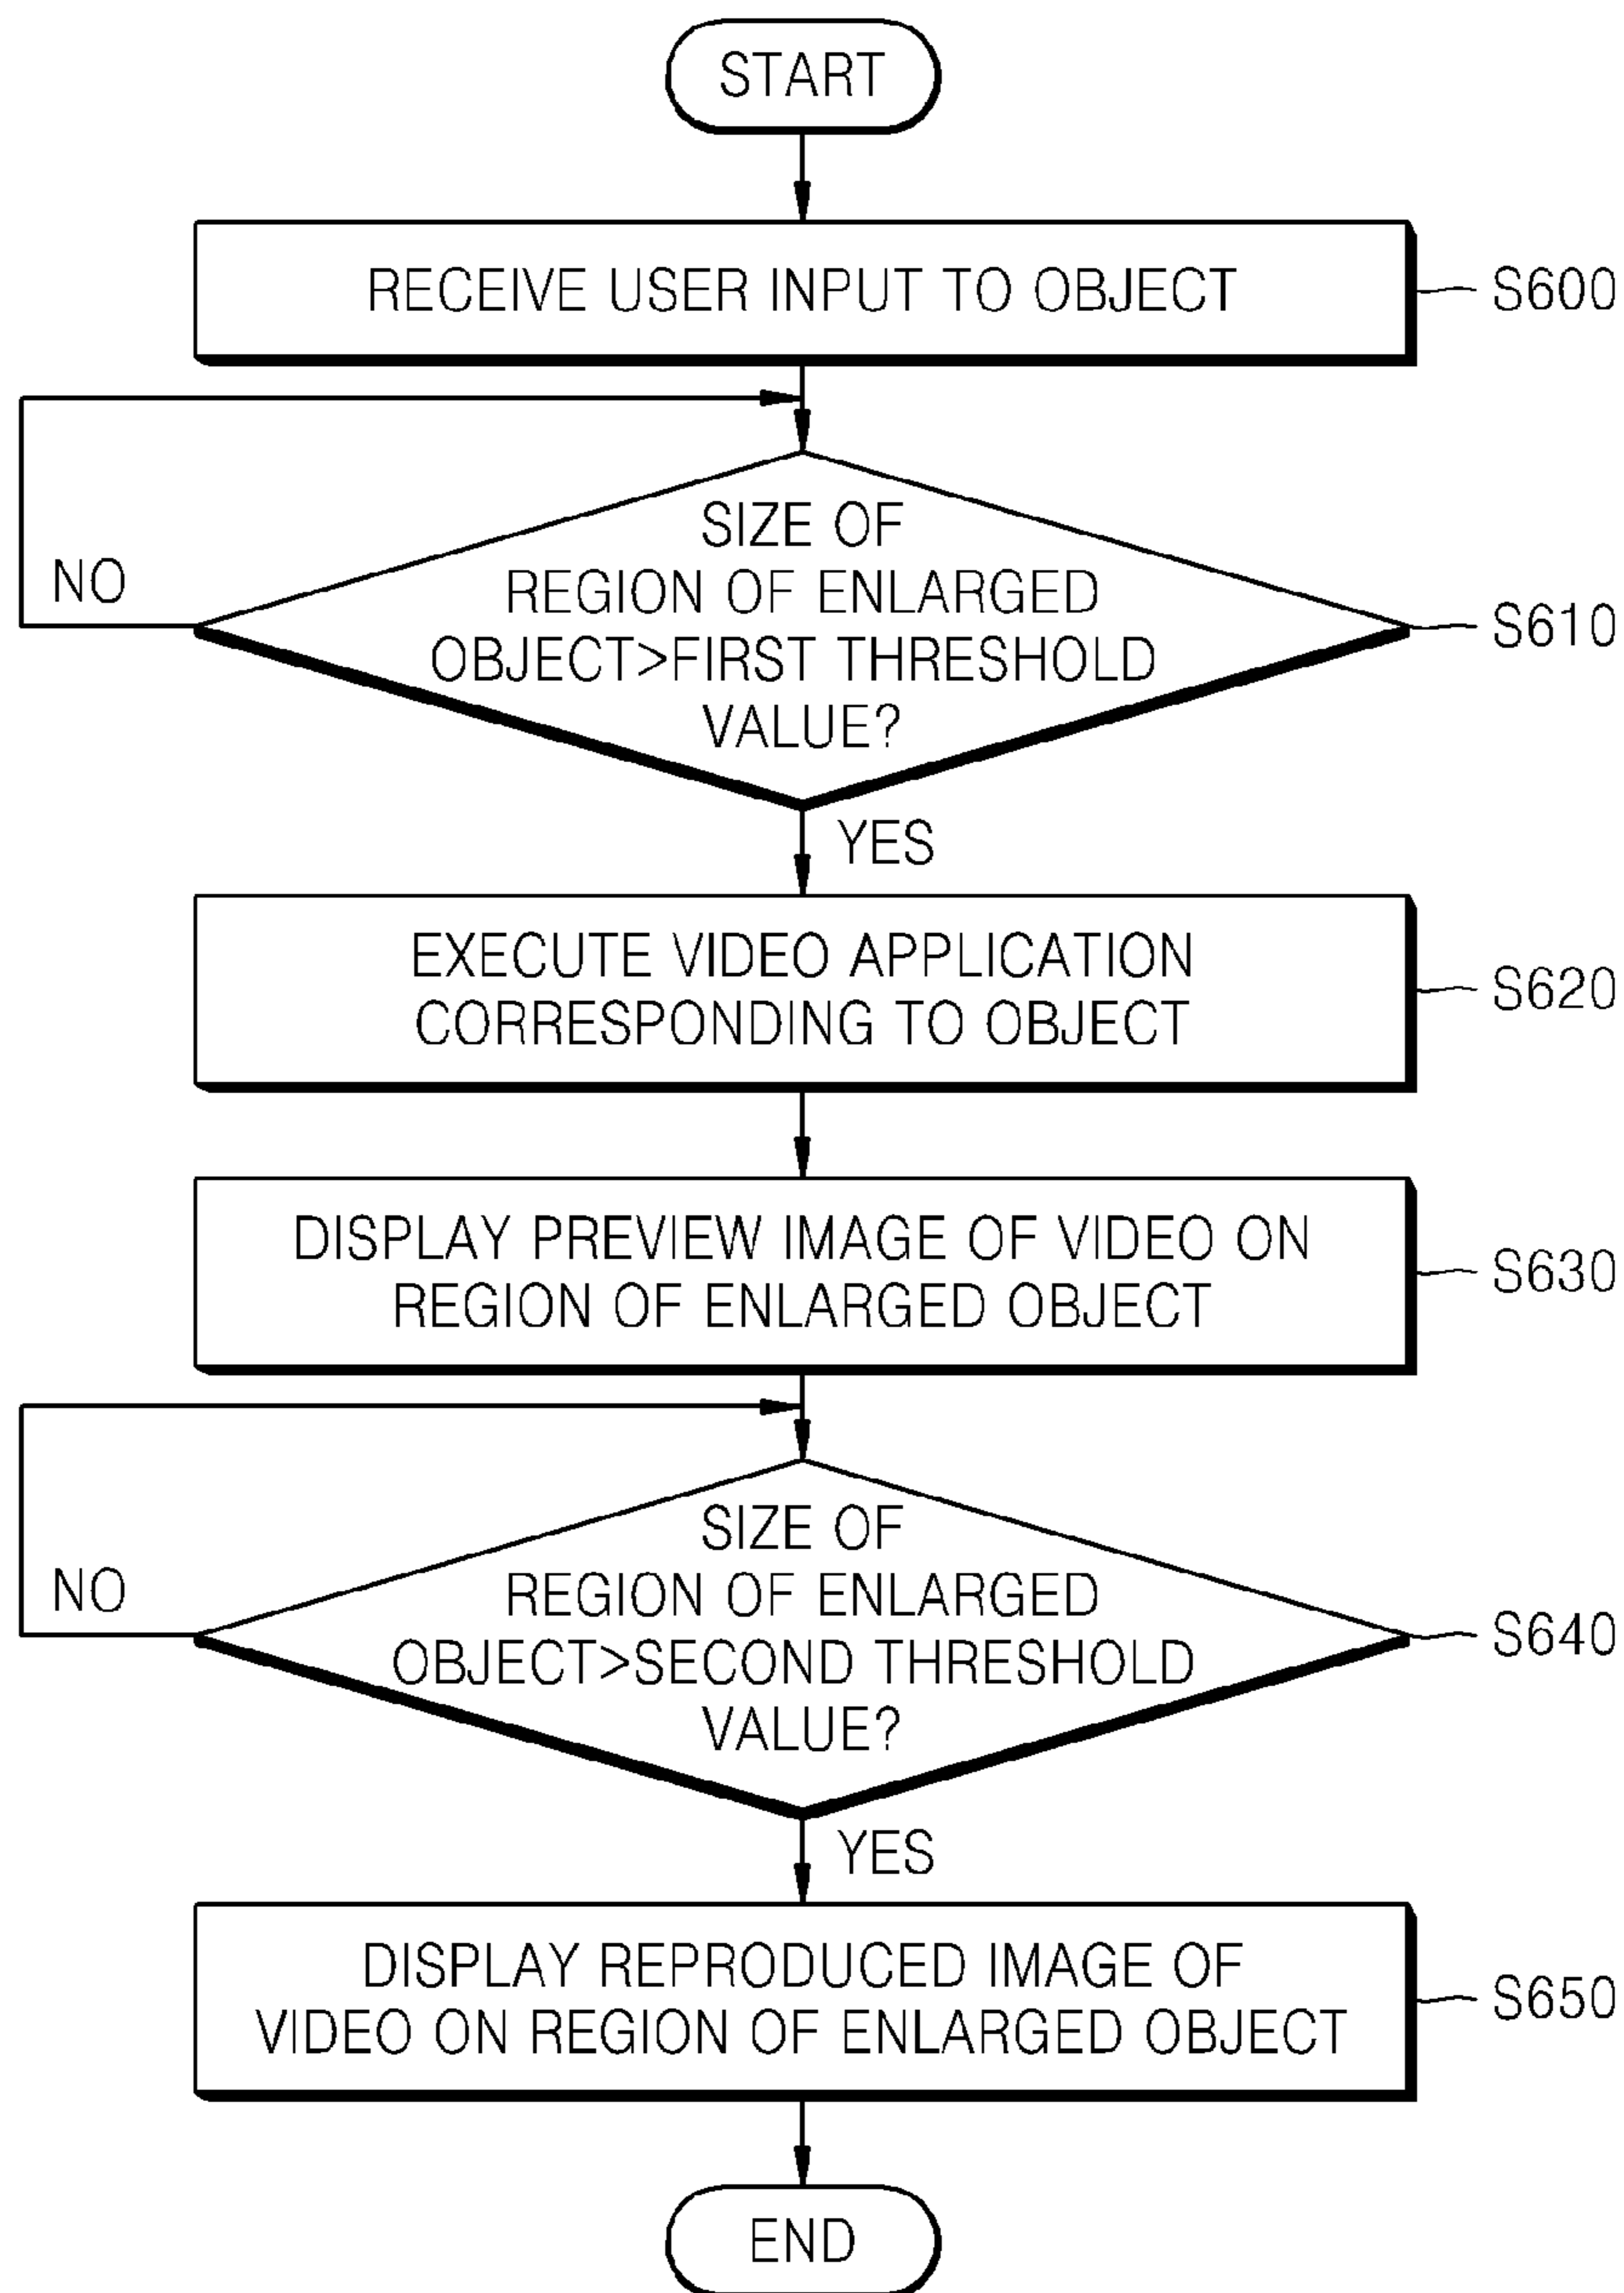 START
RECEIVE USER INPUT TO OBJECT
S600
SIZE OF
REGION OF ENLARGED
OBJECT>FIRST THRESHOLD
VALUE?
NO
S610
YES
EXECUTE VIDEO APPLICATION
CORRESPONDING TO OBJECT
S620
DISPLAY PREVIEW IMAGE OF VIDEO ON
REGION OF ENLARGED OBJECT
S630
SIZE OF
REGION OF ENLARGED
OBJECT>SECOND THRESHOLD
VALUE?
NO
S640
YES
DISPLAY REPRODUCED IMAGE OF
VIDEO ON REGION OF ENLARGED OBJECT
S650
END